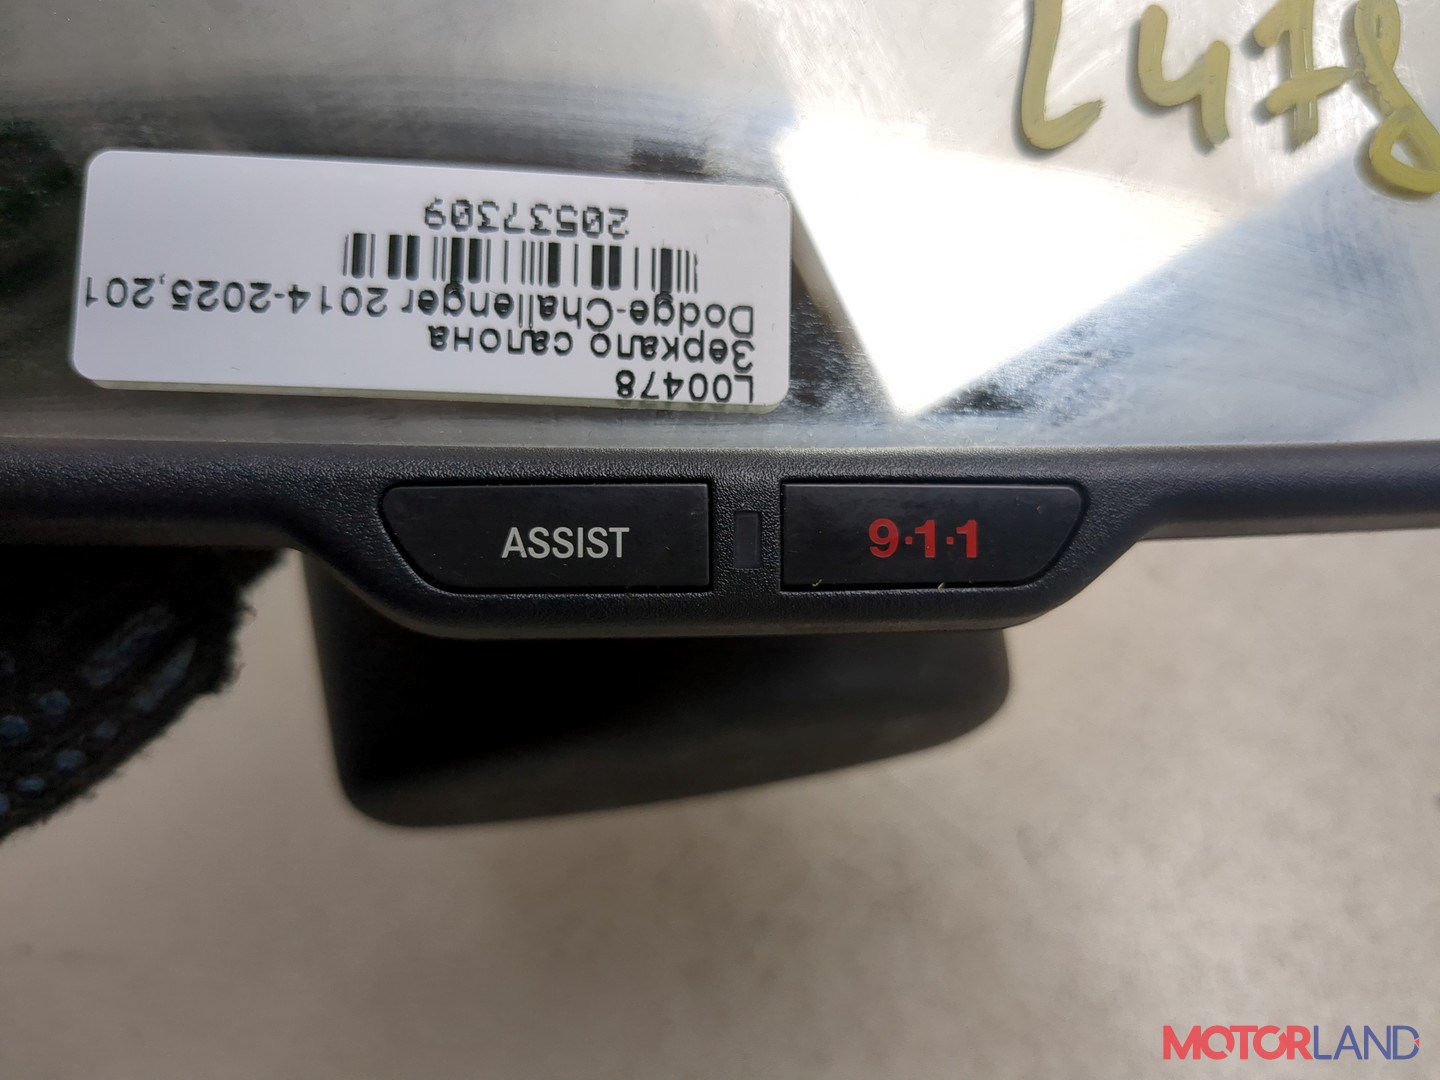 L478
L00478
Зеркало салона
Dodge-Challenger 2014-2025,201
20537309
ASSIST
9·1·1
MOTORLAND